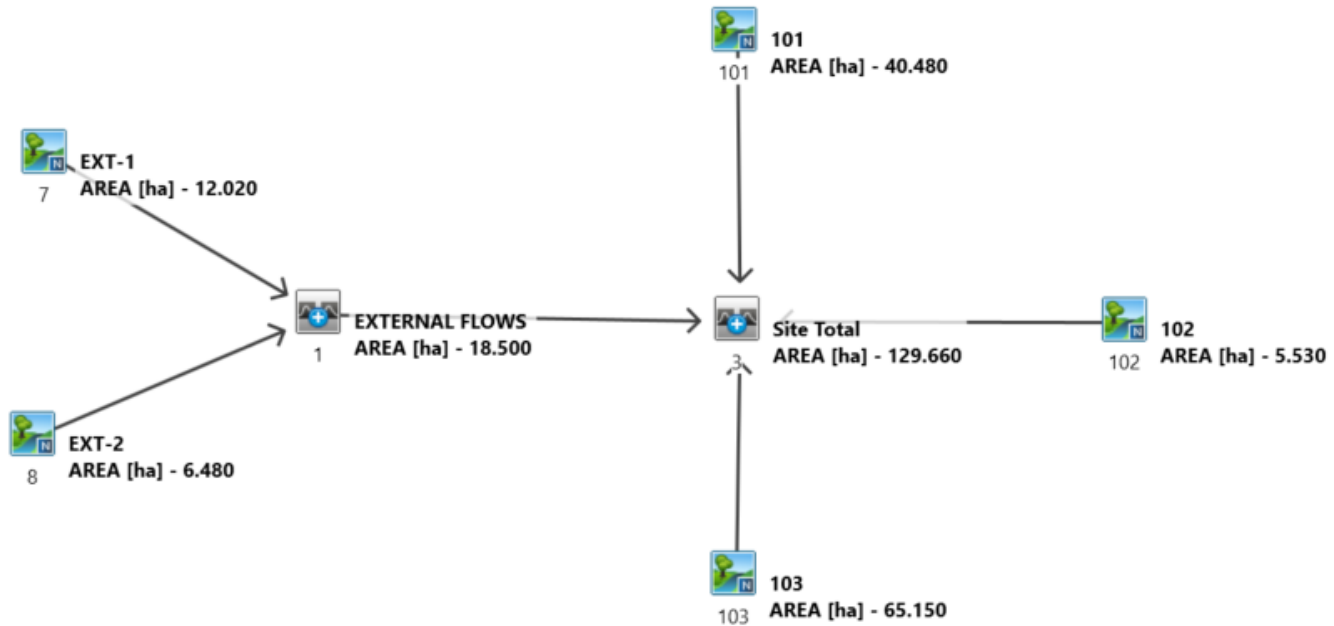 101
AREA [ha] - 40.480
101
EXT-1
AREA [ha] - 12.020
7
EXTERNAL FLOWS
AREA [ha] - 18.500
1
Site Total
AREA [ha] - 129.660
3
102
AREA [ha] - 5.530
102
EXT-2
AREA [ha] - 6.480
8
103
AREA [ha] - 65.150
103
N
N
N
N
N